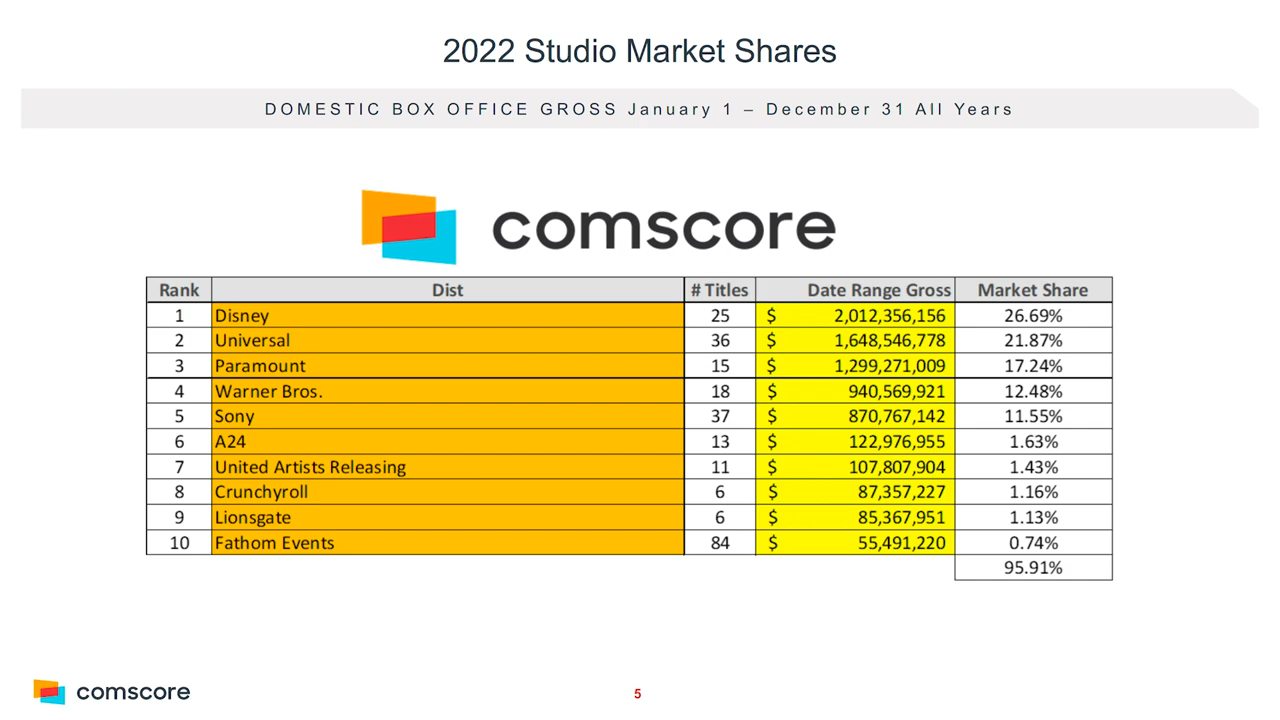 2022 Studio Market Shares
DOMESTIC BOX OFFICE GROSS January 1 – December 31 All Years
comscore
Rank Dist # Titles Date Range Gross Market Share
1 Disney 25 $ 2,012,356,156 26.69%
2 Universal 36 $ 1,648,546,778 21.87%
3 Paramount 15 $ 1,299,271,009 17.24%
4 Warner Bros. 18 $ 940,569,921 12.48%
5 Sony 37 $ 870,767,142 11.55%
6 A24 13 $ 122,976,955 1.63%
7 United Artists Releasing 11 $ 107,807,904 1.43%
8 Crunchyroll 6 $ 87,357,227 1.16%
9 Lionsgate 6 $ 85,367,951 1.13%
10 Fathom Events 84 $ 55,491,220 0.74%
95.91%
comscore 5